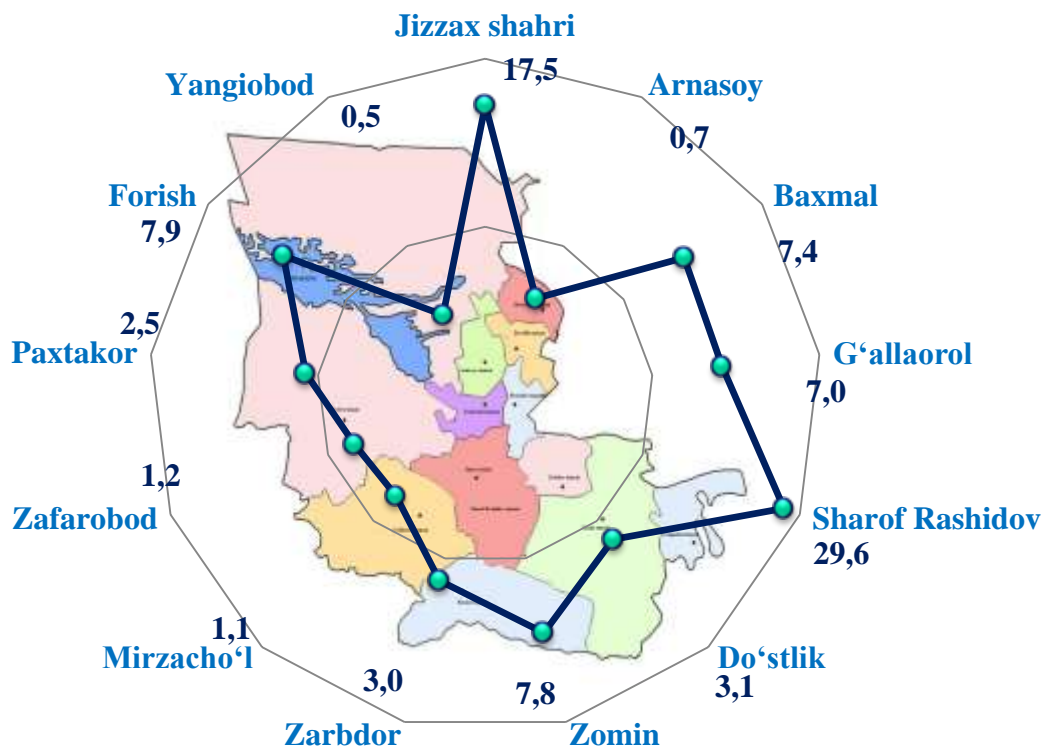 Jizzax shahri
17,5
Arnasoy
0,7
Baxmal
7,4
G‘allaorol
7,0
Sharof Rashidov
29,6
Do‘stlik
3,1
Zomin
7,8
Zarbdor
3,0
Mirzacho‘l
1,1
Zafarobod
1,2
Paxtakor
2,5
Forish
7,9
Yangiobod
0,5